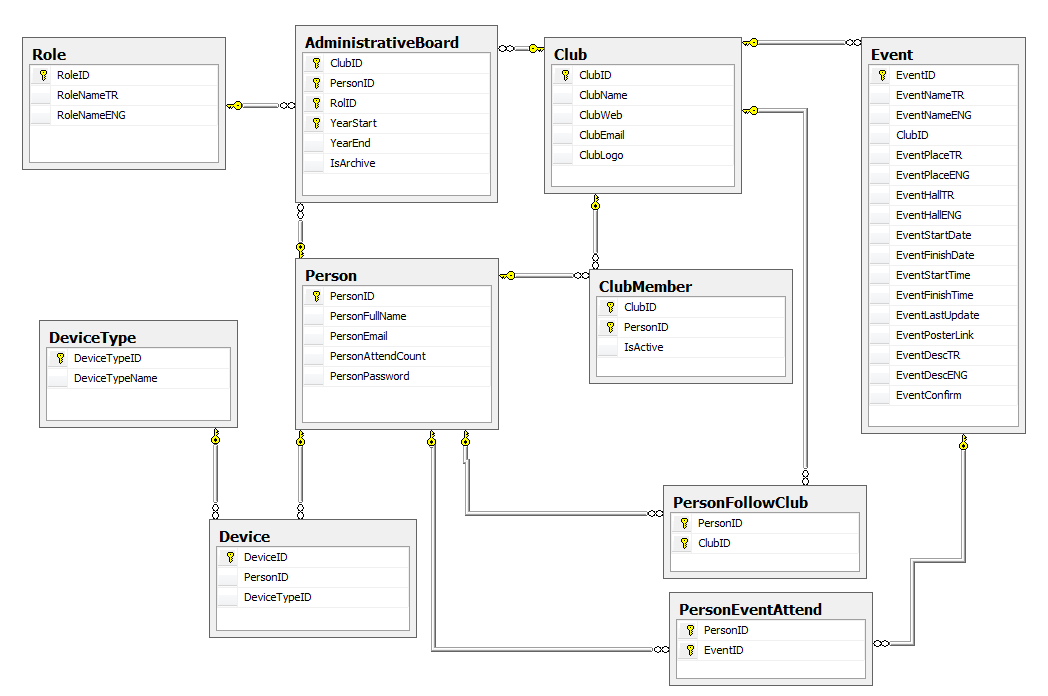 Role
RoleID
RoleNameTR
RoleNameENG
AdministrativeBoard
ClubID
PersonID
RolID
YearStart
YearEnd
IsArchive
Club
ClubID
ClubName
ClubWeb
ClubEmail
ClubLogo
Event
EventID
EventNameTR
EventNameENG
ClubID
EventPlaceTR
EventPlaceENG
EventHallTR
EventHallENG
EventStartDate
EventFinishDate
EventStartTime
EventFinishTime
EventLastUpdate
EventPosterLink
EventDescTR
EventDescENG
EventConfirm
Person
PersonID
PersonFullName
PersonEmail
PersonAttendCount
PersonPassword
ClubMember
ClubID
PersonID
IsActive
DeviceType
DeviceTypeID
DeviceTypeName
Device
DeviceID
PersonID
DeviceTypeID
PersonFollowClub
PersonID
ClubID
PersonEventAttend
PersonID
EventID